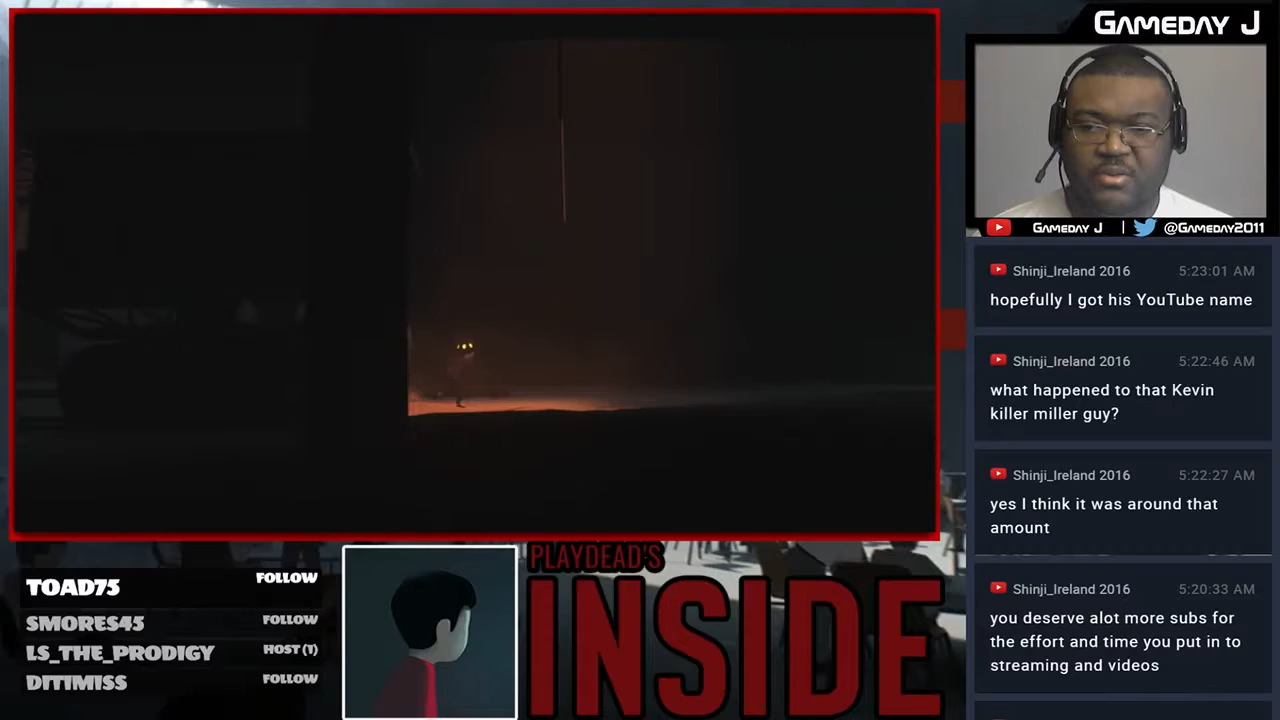 GAMEDAY J
GAMEDAY J | @GAMEDAY2011
Shinji_Ireland 2016 5:23:01 AM
hopefully I got his YouTube name
Shinji_Ireland 2016 5:22:46 AM
what happened to that Kevin
killer miller guy?
Shinji_Ireland 2016 5:22:27 AM
yes I think it was around that
amount
Shinji_Ireland 2016 5:20:33 AM
you deserve alot more subs for
the effort and time you put in to
streaming and videos
TOAD75 FOLLOW
SMORES45 FOLLOW
LS_THE_PRODIGY HOST (1)
DITIMISS FOLLOW
PLAYDEAD'S
INSIDE